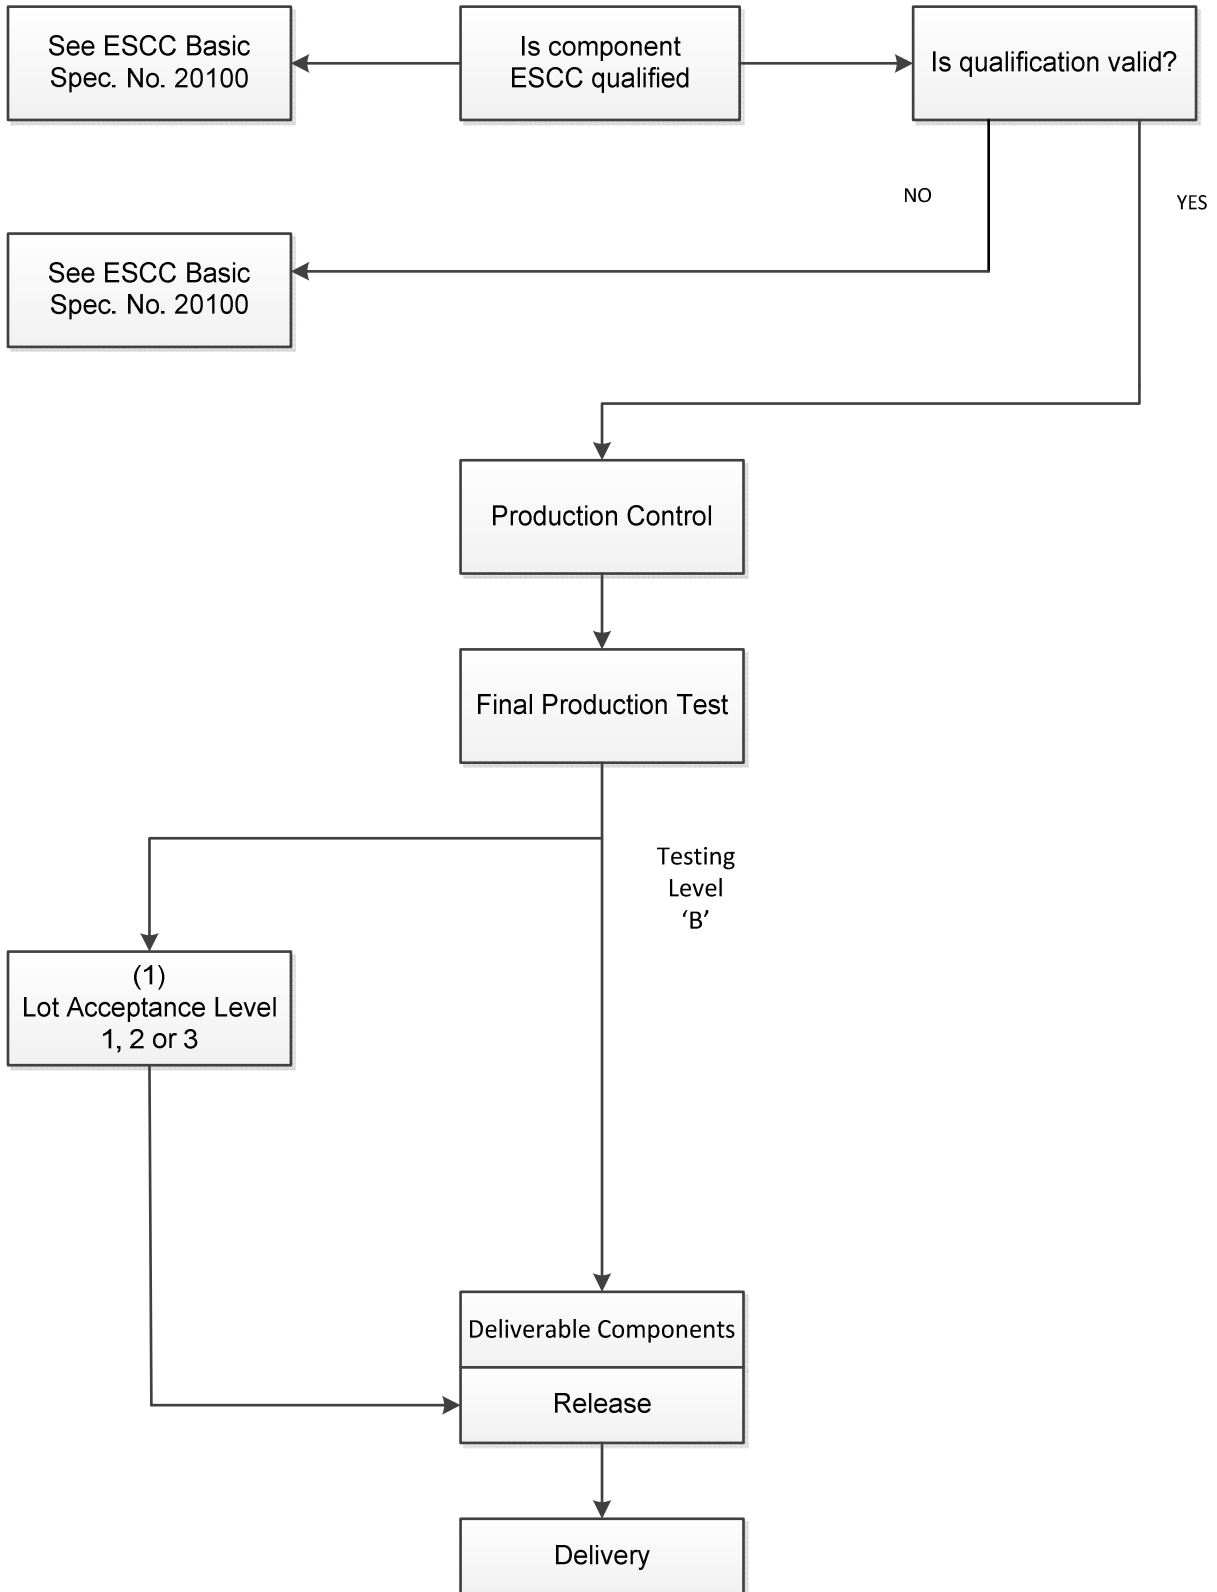 See ESCC Basic
Spec. No. 20100
Is component
ESCC qualified
Is qualification valid?
NO
YES
See ESCC Basic
Spec. No. 20100
Production Control
Final Production Test
Testing
Level
‘B’
(1)
Lot Acceptance Level
1, 2 or 3
Deliverable Components
Release
Delivery